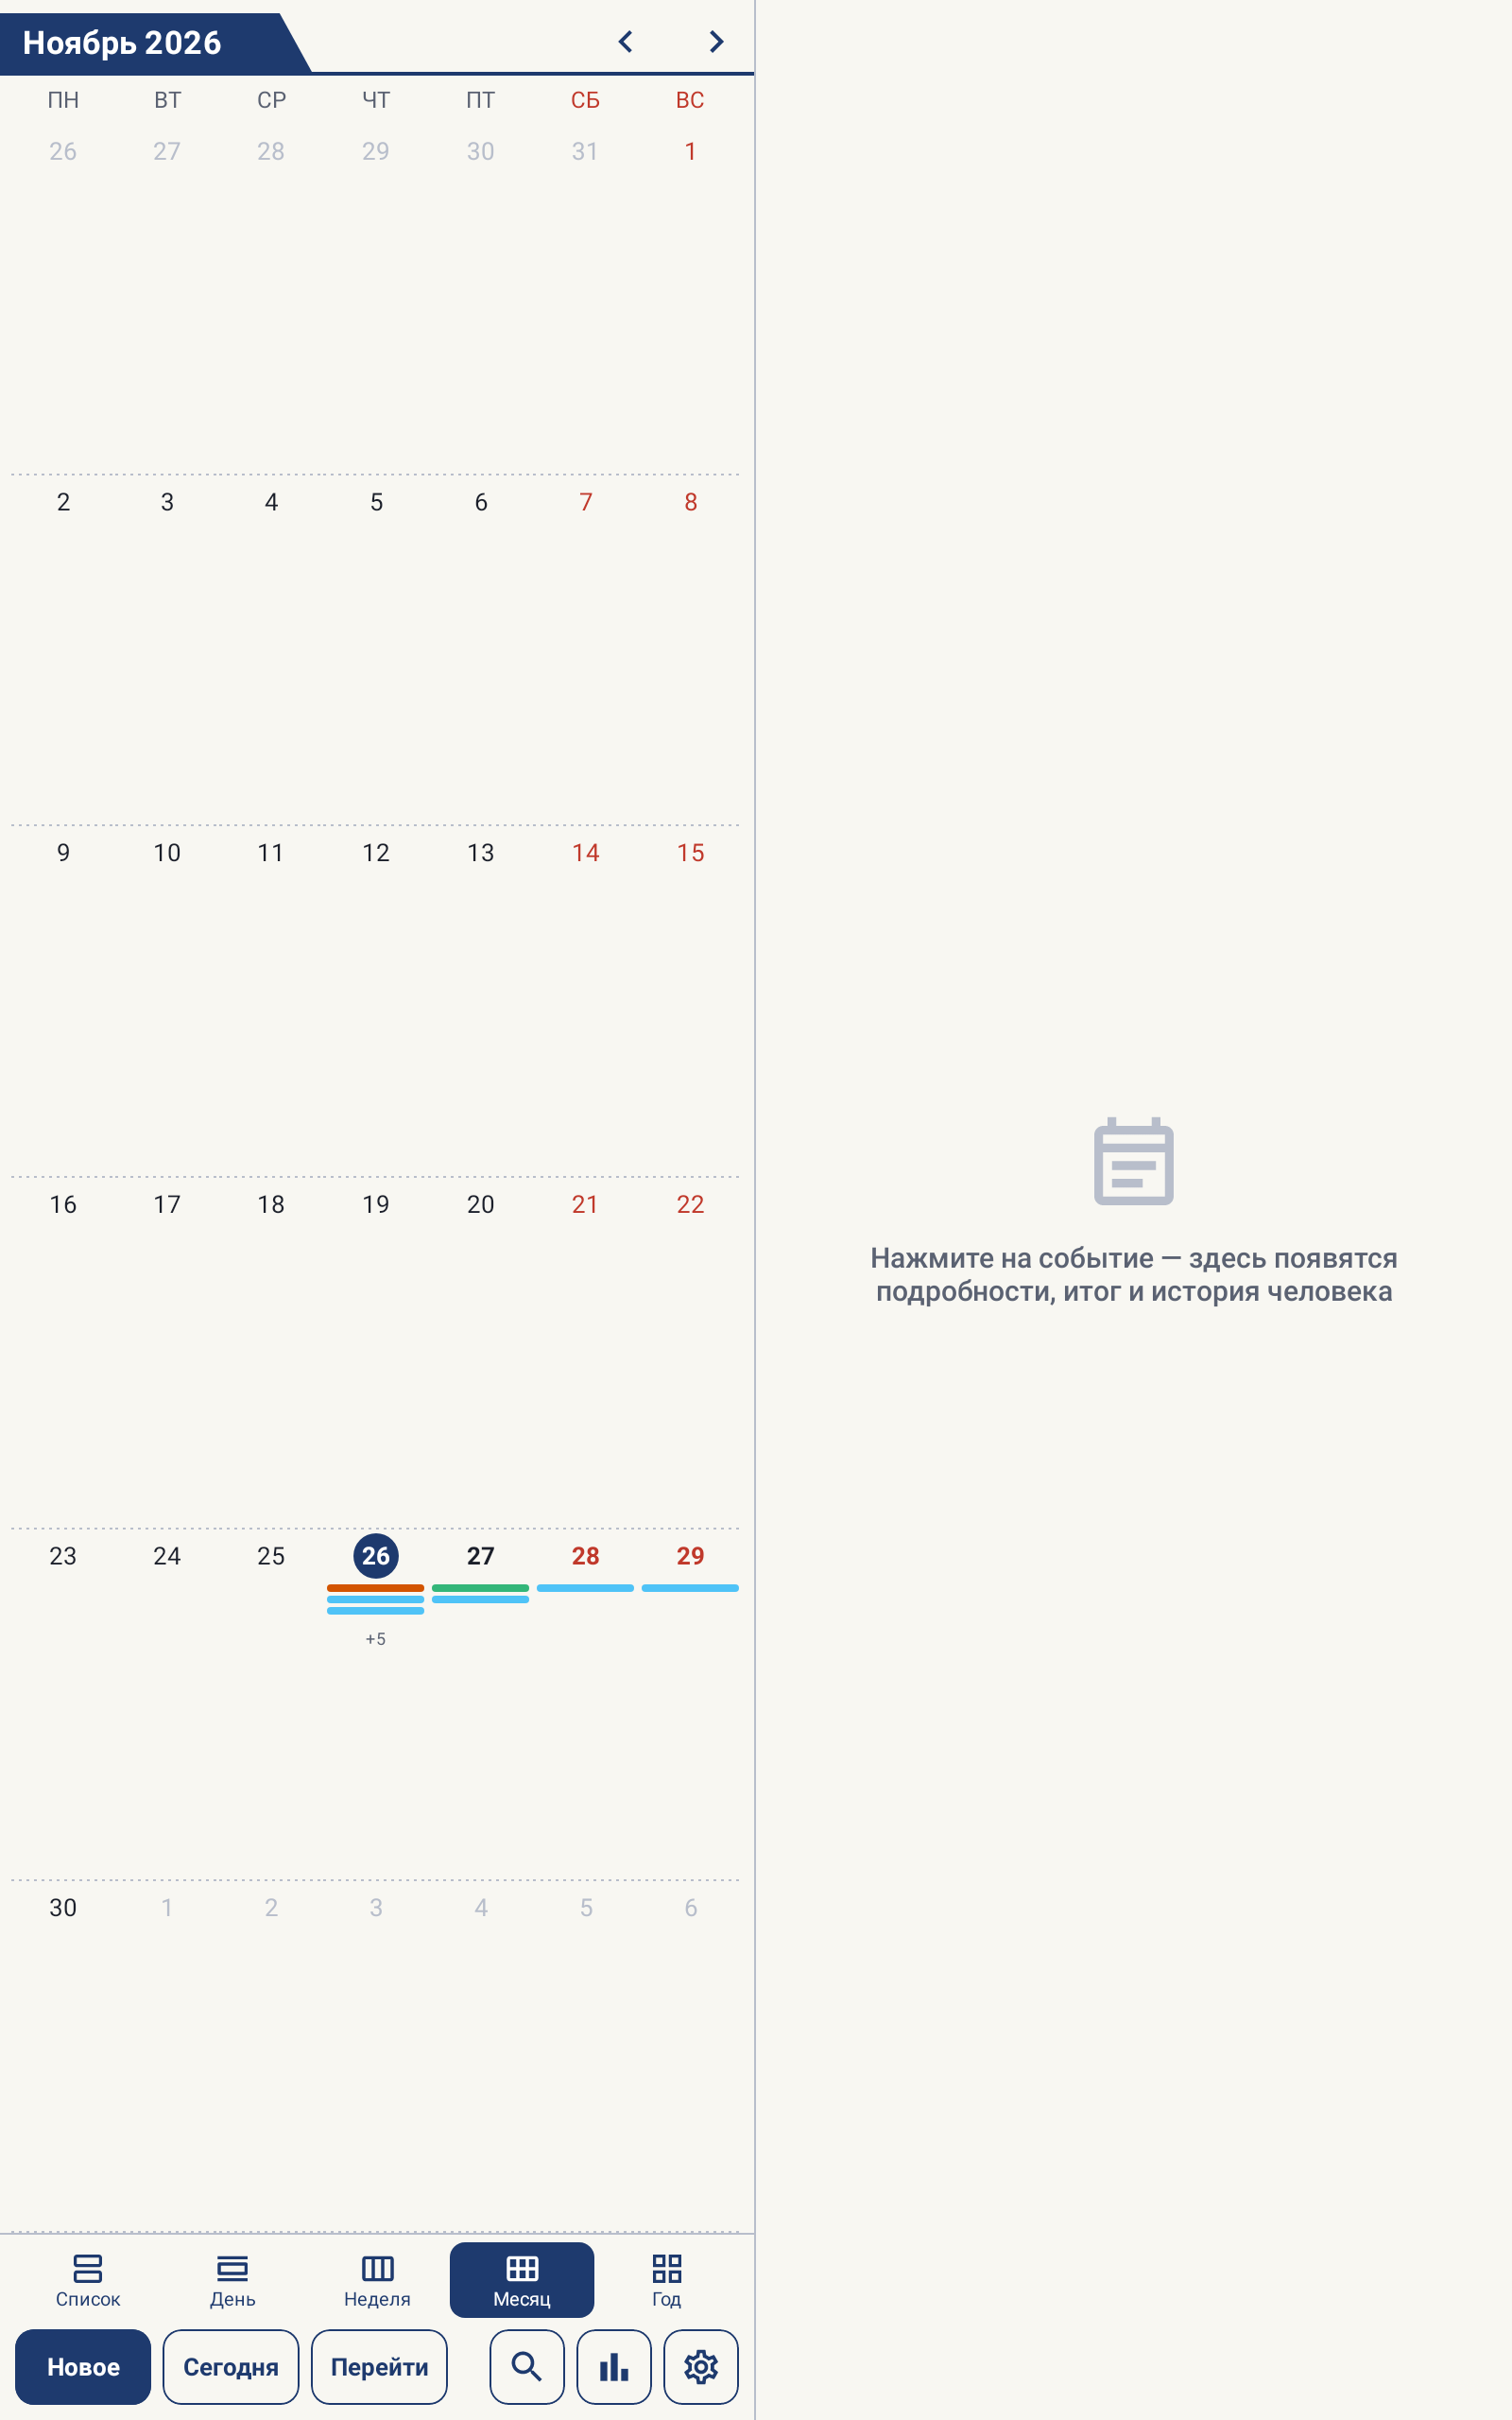 Ноябрь 2026
ПН ВТ СР ЧТ ПТ СБ ВС
26 27 28 29 30 31 1
2 3 4 5 6 7 8
9 10 11 12 13 14 15
16 17 18 19 20 21 22
23 24 25 26 27 28 29
+5
30 1 2 3 4 5 6
Список День Неделя Месяц Год
Новое Сегодня Перейти
Нажмите на событие — здесь появятся
подробности, итог и история человека